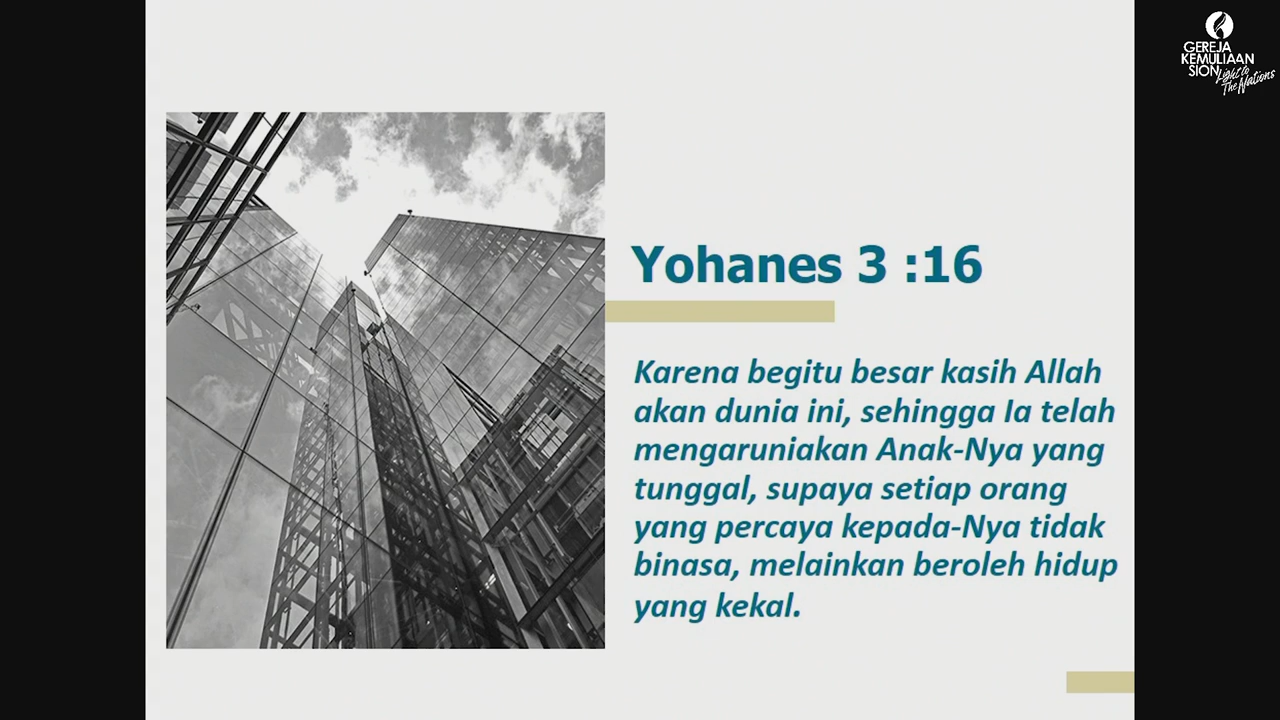 GEREJA
KEMULIAAN
SION
Light to
The Nations
Yohanes 3 :16
Karena begitu besar kasih Allah
akan dunia ini, sehingga Ia telah
mengaruniakan Anak-Nya yang
tunggal, supaya setiap orang
yang percaya kepada-Nya tidak
binasa, melainkan beroleh hidup
yang kekal.